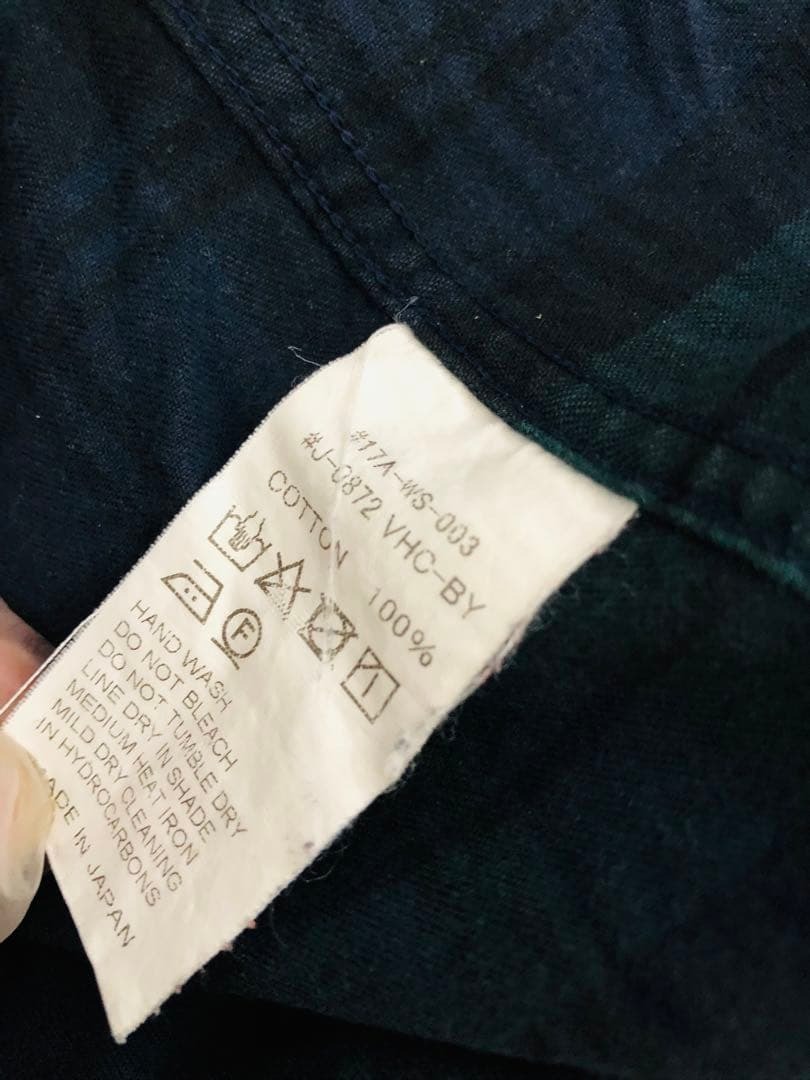 #17A-WS-003
#J-0872 VHC-BY
COTTON 100%
F
HAND WASH
DO NOT BLEACH
DO NOT TUMBLE DRY
LINE DRY IN SHADE
MEDIUM HEAT IRON
MILD DRY CLEANING
IN HYDROCARBONS
ADE IN JAPAN